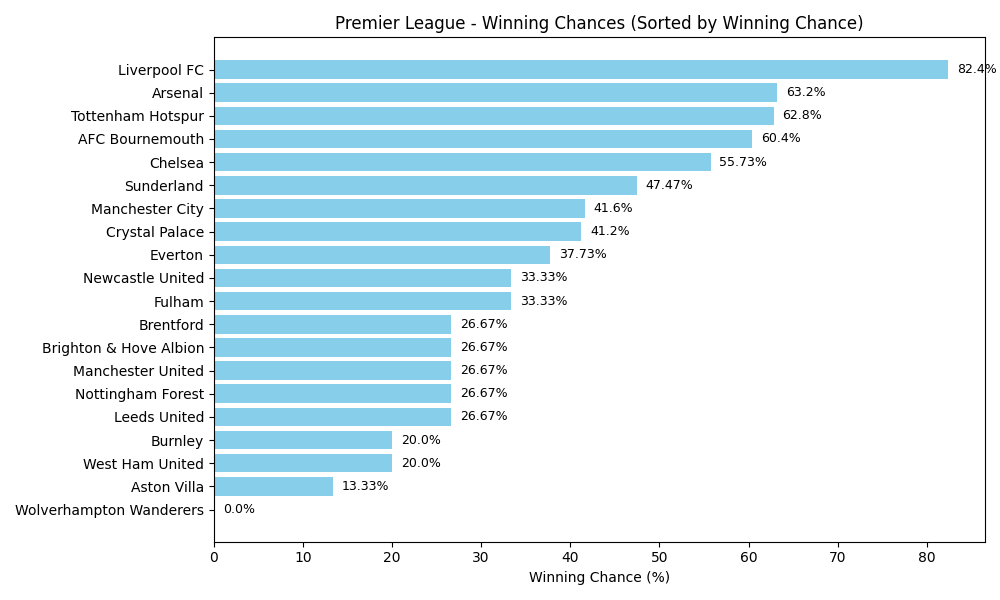 Premier League - Winning Chances (Sorted by Winning Chance)
Liverpool FC 82.4%
Arsenal 63.2%
Tottenham Hotspur 62.8%
AFC Bournemouth 60.4%
Chelsea 55.73%
Sunderland 47.47%
Manchester City 41.6%
Crystal Palace 41.2%
Everton 37.73%
Newcastle United 33.33%
Fulham 33.33%
Brentford 26.67%
Brighton & Hove Albion 26.67%
Manchester United 26.67%
Nottingham Forest 26.67%
Leeds United 26.67%
Burnley 20.0%
West Ham United 20.0%
Aston Villa 13.33%
Wolverhampton Wanderers 0.0%
0 10 20 30 40 50 60 70 80
Winning Chance (%)